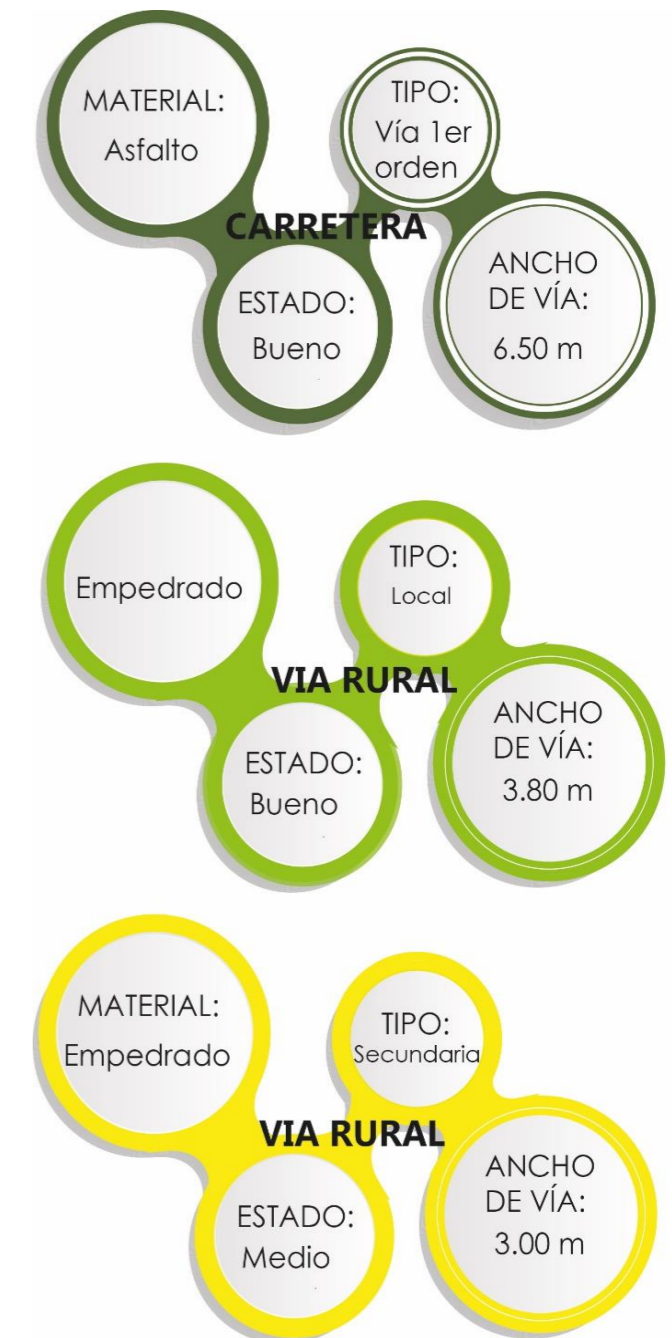 MATERIAL:
Asfalto
TIPO:
Vía 1er
orden
CARRETERA
ESTADO:
Bueno
ANCHO
DE VÍA:
6.50 m
Empedrado
TIPO:
Local
VIA RURAL
ESTADO:
Bueno
ANCHO
DE VÍA:
3.80 m
MATERIAL:
Empedrado
TIPO:
Secundaria
VIA RURAL
ESTADO:
Medio
ANCHO
DE VÍA:
3.00 m